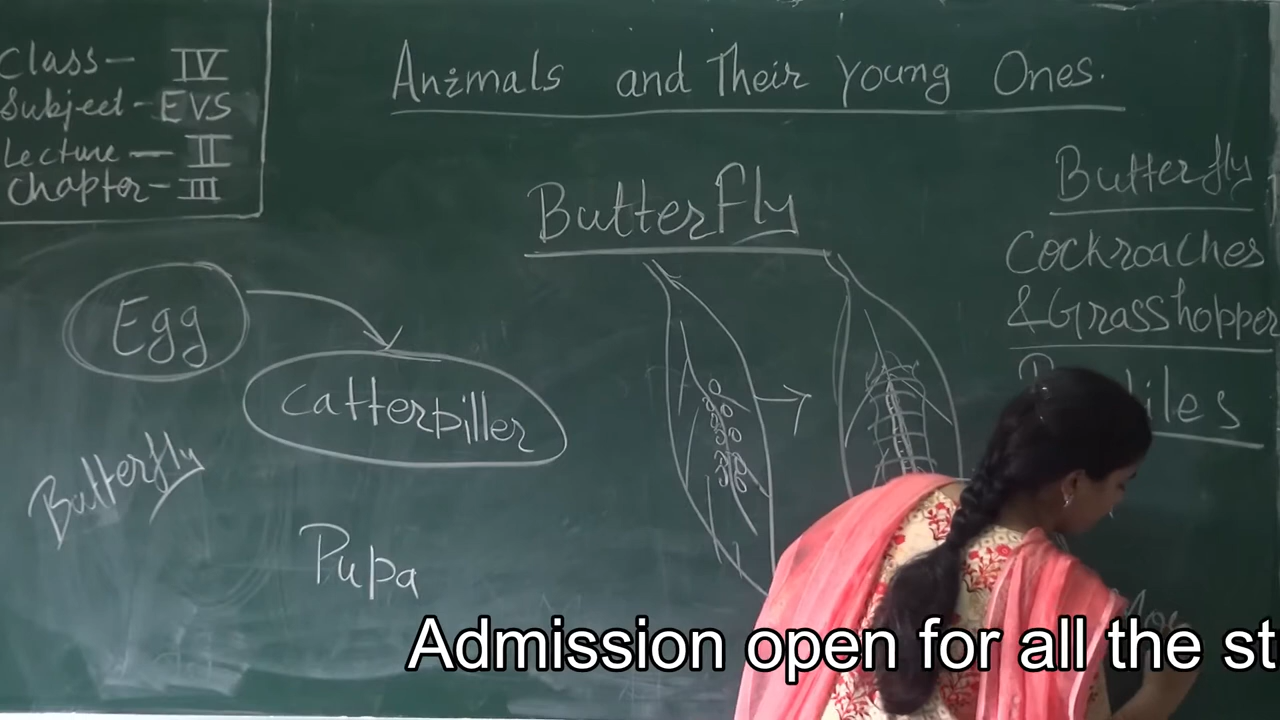 Class— IV
Subject - EVS
Lecture — II
Chapter - III
Animals and Their Young Ones.
Butterfly
Egg
Catterpiller
Butterfly
Pupa
Butterfly
Cockroaches
& Grasshopper
Admission open for all the st